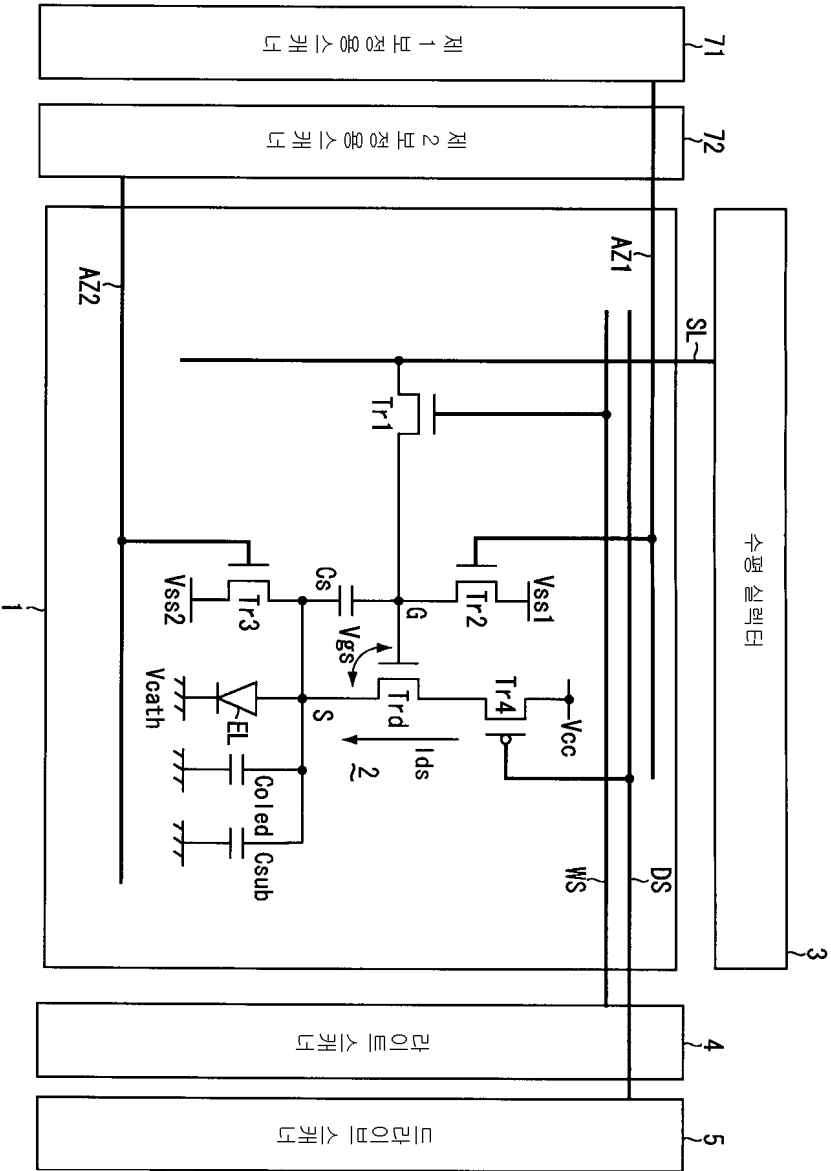 71
제1보정용스캐너
72
제2보정용스캐너
AZ1
AZ2
SL
수평 실렉터
3
Tr1
Vss1
Tr2
G
Cs
Vgs
Tr3
Vss2
1
Vcc
Tr4
Trd
Ids
2
S
EL
Vcath
Coled
Csub
WS
DS
라이트 스캐너
4
드라이브 스캐너
5